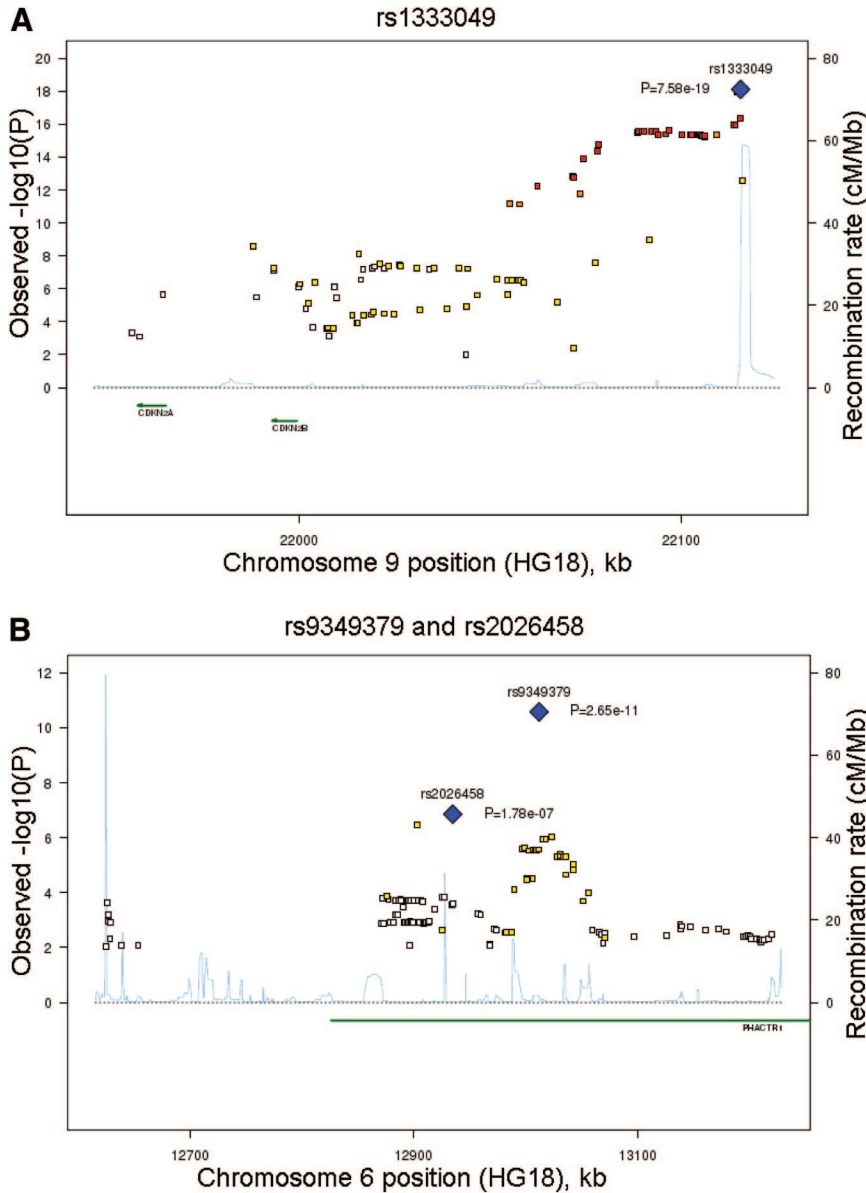 A
rs1333049
Observed -log10(P)
20
18
16
14
12
10
8
6
4
2
0
rs1333049
P=7.58e-19
CDKN2A
CDKN2B
80
60
40
20
0
Recombination rate (cM/Mb)
22000
22100
Chromosome 9 position (HG18), kb
B
rs9349379 and rs2026458
Observed -log10(P)
12
10
8
6
4
2
0
rs9349379
P=2.65e-11
rs2026458
P=1.78e-07
PHACTR1
80
60
40
20
0
Recombination rate (cM/Mb)
12700
12900
13100
Chromosome 6 position (HG18), kb